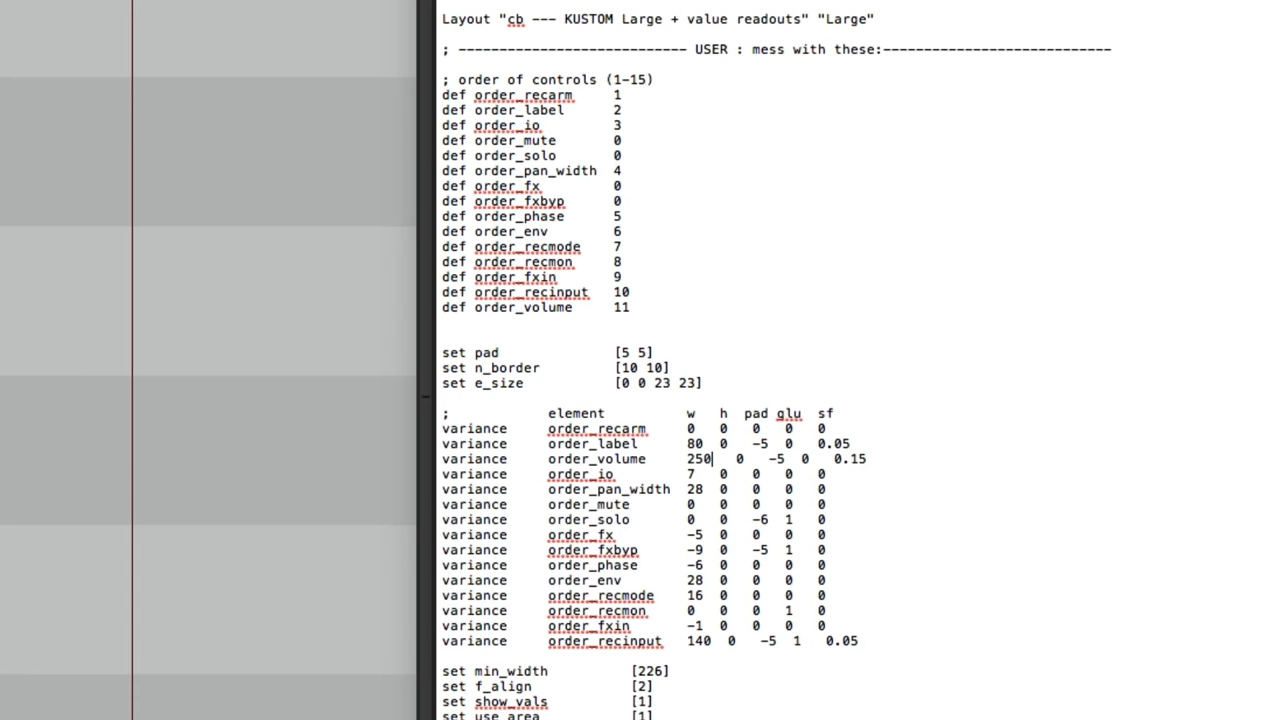 Layout "cb --- KUSTOM Large + value readouts" "Large"
; ---------------------------- USER : mess with these:----------------------------
; order of controls (1-15)
def order_recarm 1
def order_label 2
def order_io 3
def order_mute 0
def order_solo 0
def order_pan_width 4
def order_fx 0
def order_fxbyp 0
def order_phase 5
def order_env 6
def order_recmode 7
def order_recmon 8
def order_fxin 9
def order_recinput 10
def order_volume 11
set pad [5 5]
set n_border [10 10]
set e_size [0 0 23 23]
; element w h pad glu sf
variance order_recarm 0 0 0 0 0
variance order_label 80 0 -5 0 0.05
variance order_volume 250 0 -5 0 0.15
variance order_io 7 0 0 0 0
variance order_pan_width 28 0 0 0 0
variance order_mute 0 0 0 0 0
variance order_solo 0 0 -6 1 0
variance order_fx -5 0 0 0 0
variance order_fxbyp -9 0 -5 1 0
variance order_phase -6 0 0 0 0
variance order_env 28 0 0 0 0
variance order_recmode 16 0 0 0 0
variance order_recmon 0 0 0 1 0
variance order_fxin -1 0 0 0 0
variance order_recinput 140 0 -5 1 0.05
set min_width [226]
set f_align [2]
set show_vals [1]
set use_area [1]